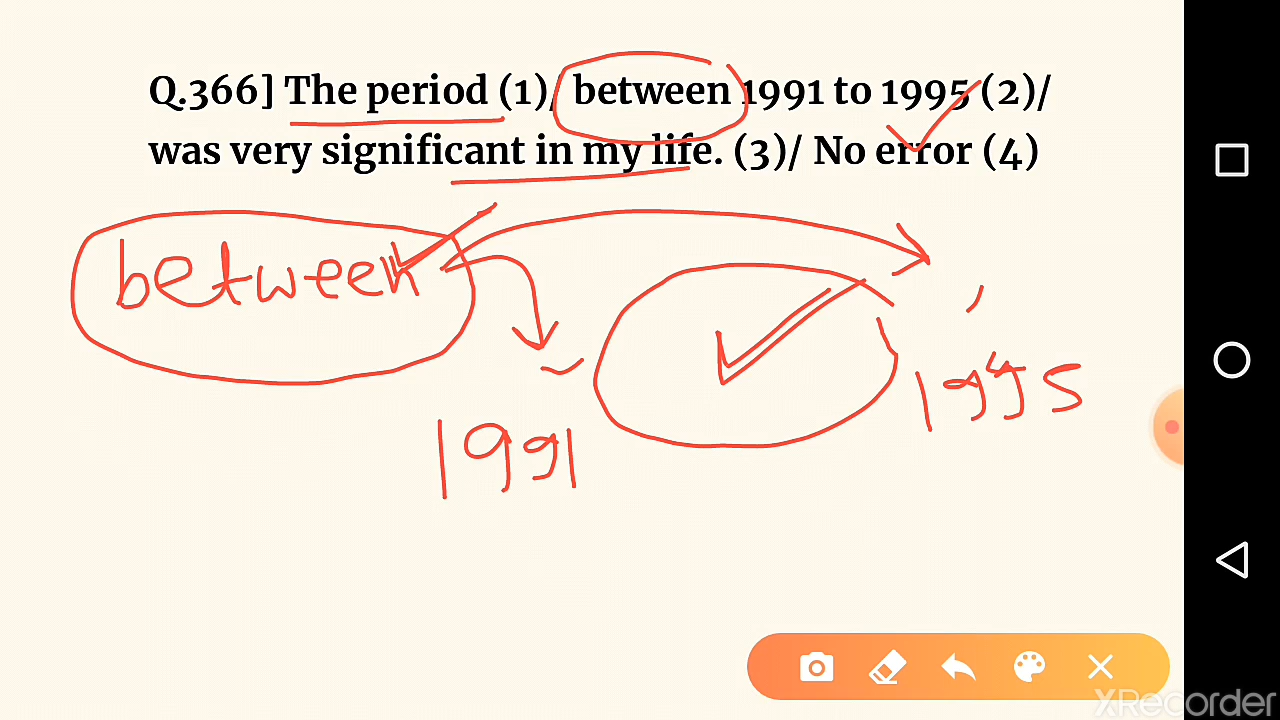 Q.366] The period (1)/ between 1991 to 1995 (2)/
was very significant in my life. (3)/ No error (4)
between
1991
1995
XRecorder